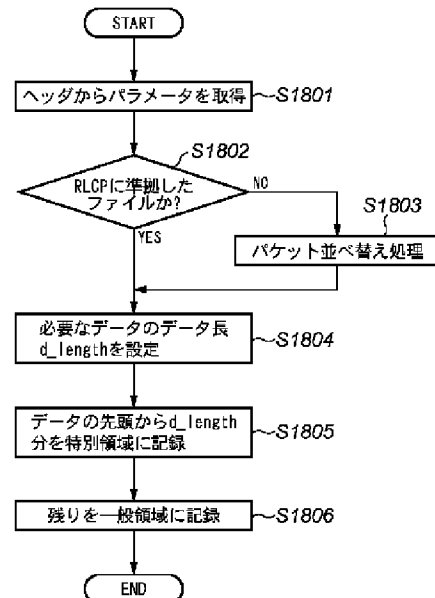 START
ヘッダからパラメータを取得
S1801
S1802
RLCPに準拠した
ファイルか?
NO
YES
S1803
パケット並べ替え処理
必要なデータのデータ長
d_lengthを設定
S1804
データの先頭からd_length
分を特別領域に記録
S1805
残りを一般領域に記録
S1806
END